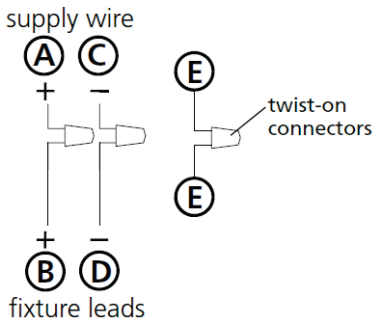 supply wire
A C E
+ −
twist-on
connectors
E
+ −
B D
fixture leads